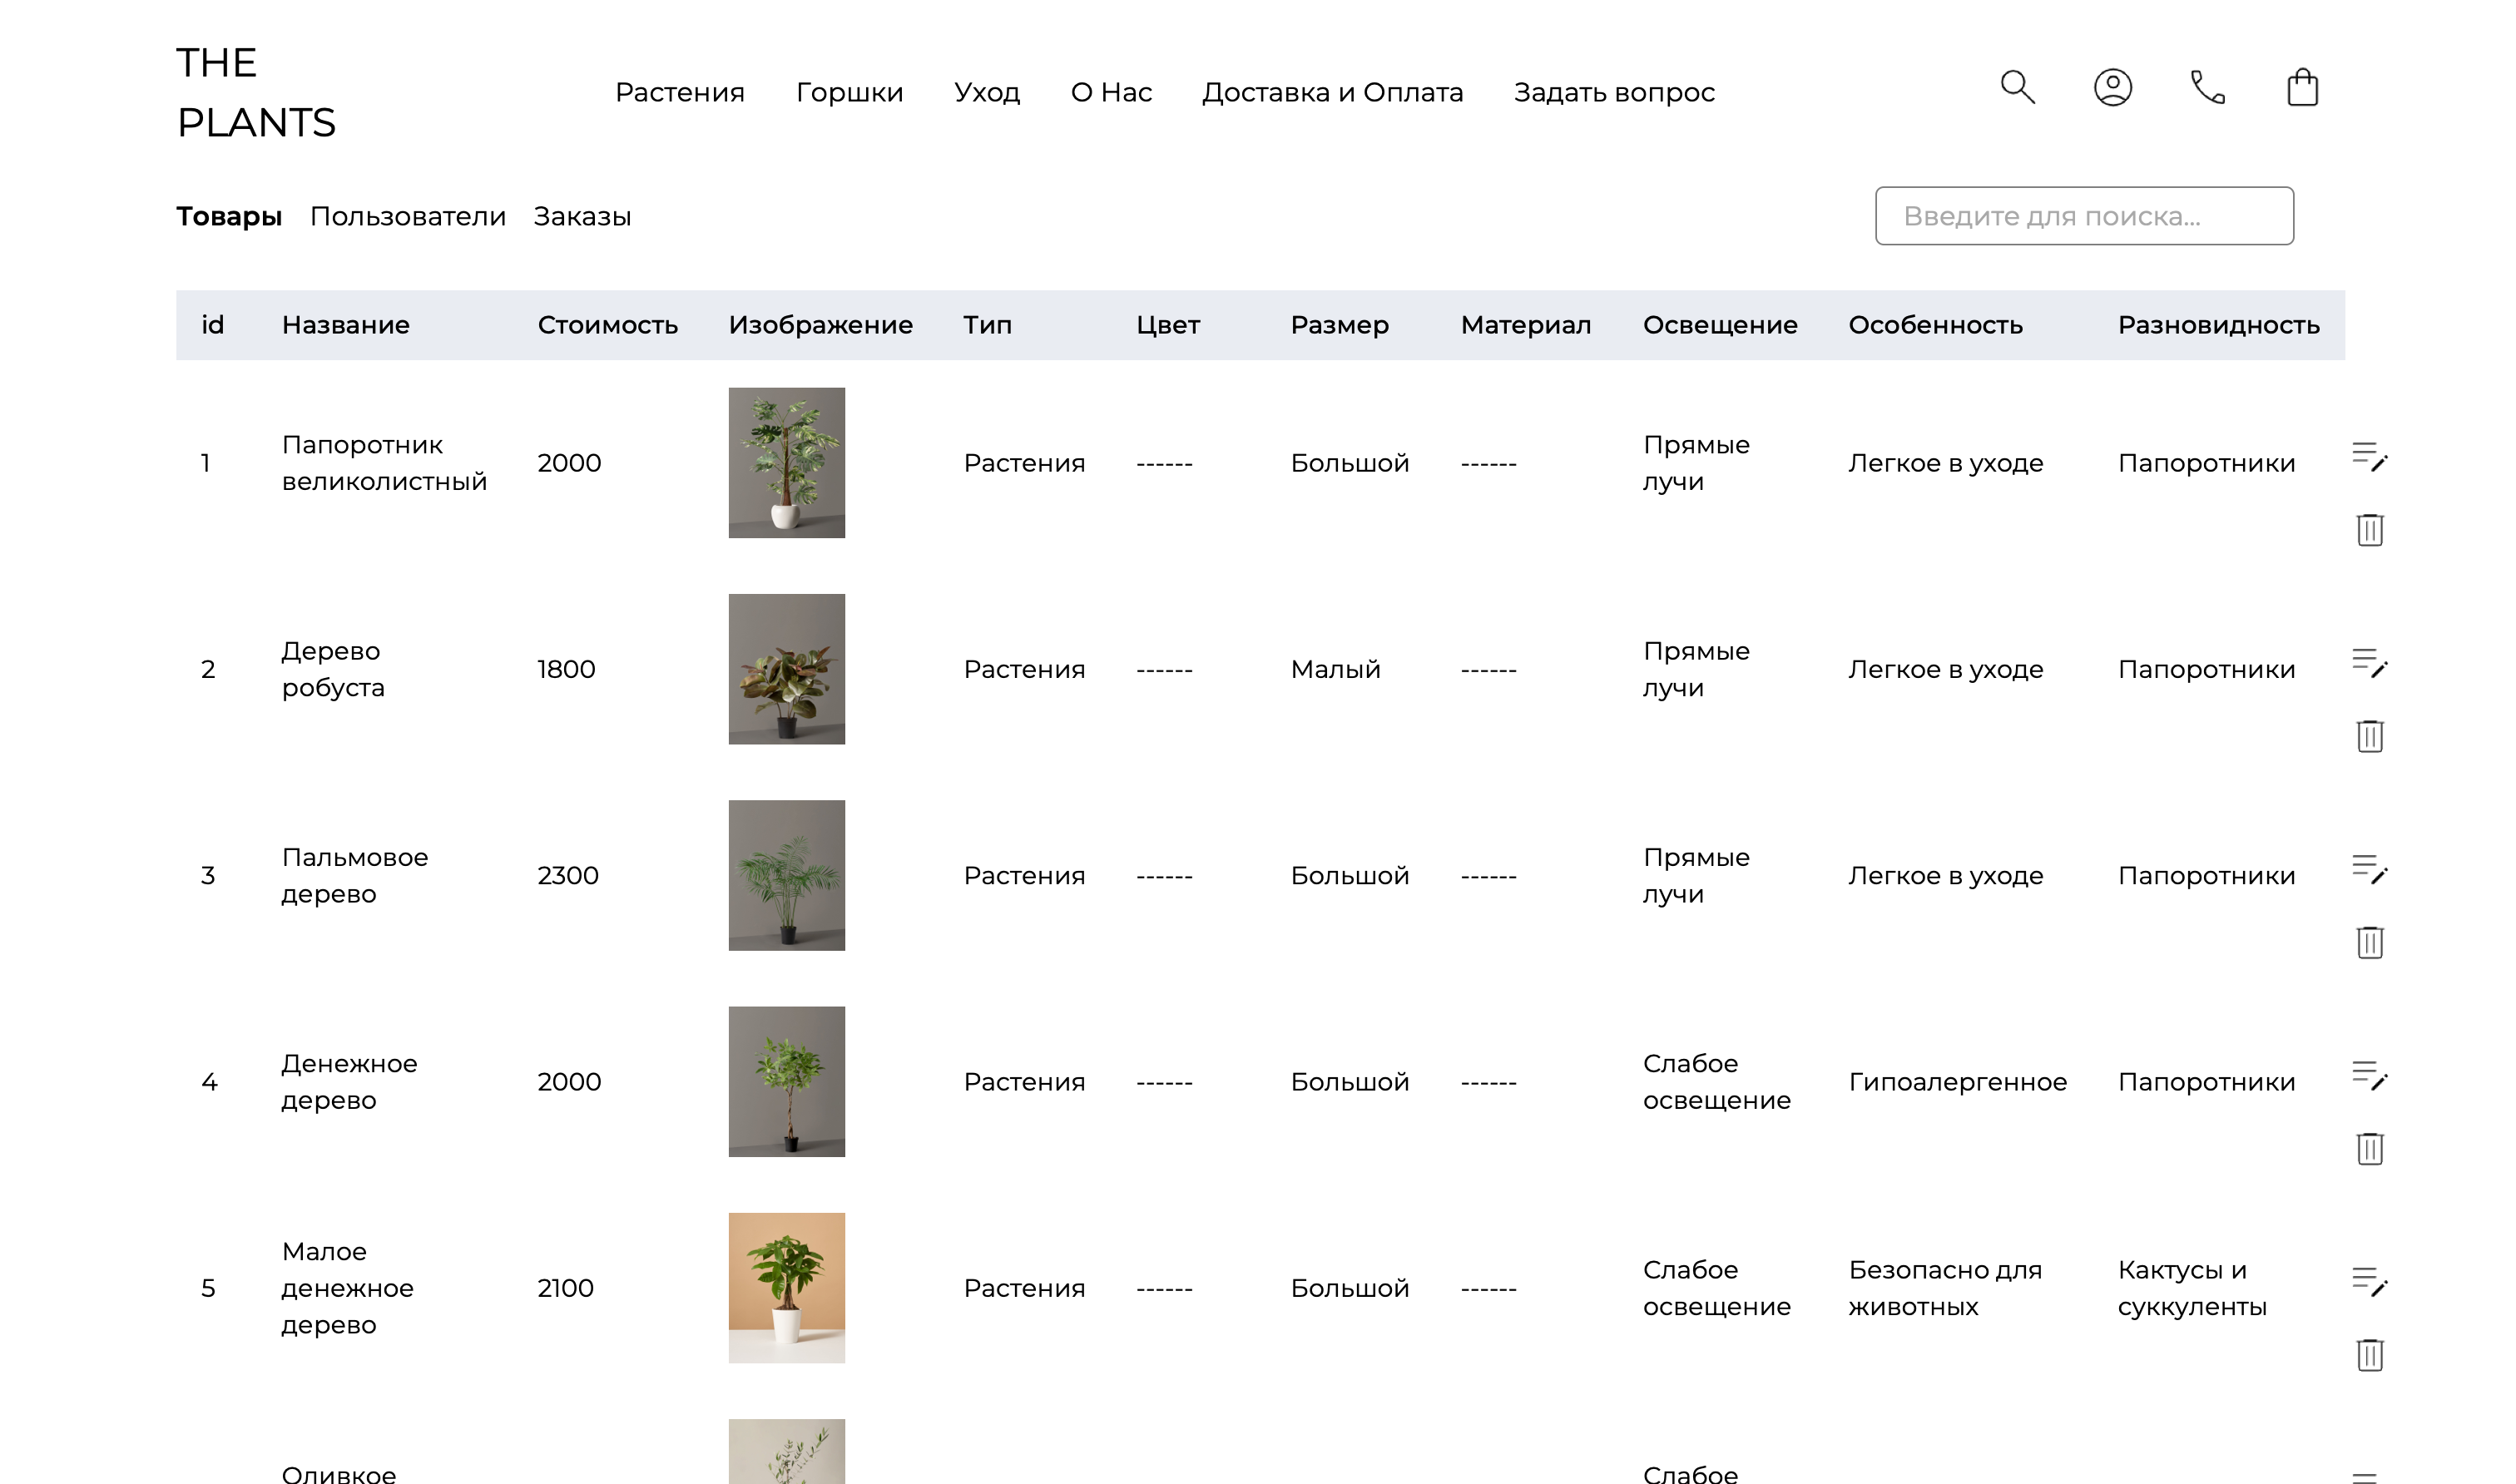 THE
PLANTS
Растения Горшки Уход О Нас Доставка и Оплата Задать вопрос
Товары Пользователи Заказы
Введите для поиска...
id Название Стоимость Изображение Тип Цвет Размер Материал Освещение Особенность Разновидность
1 Папоротник великолистный 2000 Растения ------ Большой ------ Прямые лучи Легкое в уходе Папоротники
2 Дерево робуста 1800 Растения ------ Малый ------ Прямые лучи Легкое в уходе Папоротники
3 Пальмовое дерево 2300 Растения ------ Большой ------ Прямые лучи Легкое в уходе Папоротники
4 Денежное дерево 2000 Растения ------ Большой ------ Слабое освещение Гипоалергенное Папоротники
5 Малое денежное дерево 2100 Растения ------ Большой ------ Слабое освещение Безопасно для животных Кактусы и суккуленты
Оливкое Слабое